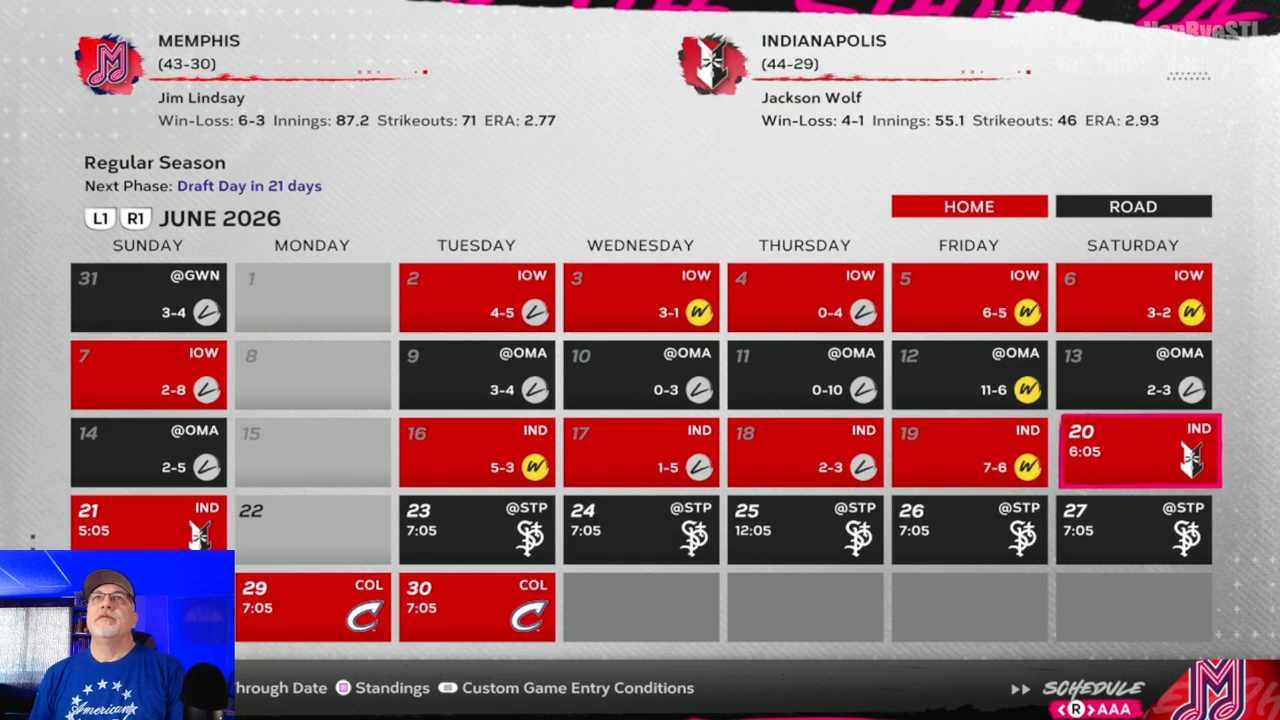 MEMPHIS
(43-30)
Jim Lindsay
Win-Loss: 6-3 Innings: 87.2 Strikeouts: 71 ERA: 2.77
INDIANAPOLIS
(44-29)
Jackson Wolf
Win-Loss: 4-1 Innings: 55.1 Strikeouts: 46 ERA: 2.93
Regular Season
Next Phase: Draft Day in 21 days
L1 R1 JUNE 2026
HOME ROAD
SUNDAY MONDAY TUESDAY WEDNESDAY THURSDAY FRIDAY SATURDAY
31 @GWN 1 2 IOW 3 IOW 4 IOW 5 IOW 6 IOW
3-4 L 4-5 L 3-1 W 0-4 L 6-5 W 3-2 W
7 IOW 8 9 @OMA 10 @OMA 11 @OMA 12 @OMA 13 @OMA
2-8 L 3-4 L 0-3 L 0-10 L 11-6 W 2-3 L
14 @OMA 15 16 IND 17 IND 18 IND 19 IND 20 IND
2-5 L 5-3 W 1-5 L 2-3 L 7-6 W 6:05
21 IND 22 23 @STP 24 @STP 25 @STP 26 @STP 27 @STP
5:05 7:05 7:05 12:05 7:05 7:05
29 COL 30 COL
7:05 7:05
American
hrough Date Standings Custom Game Entry Conditions
SCHEDULE
R AAA